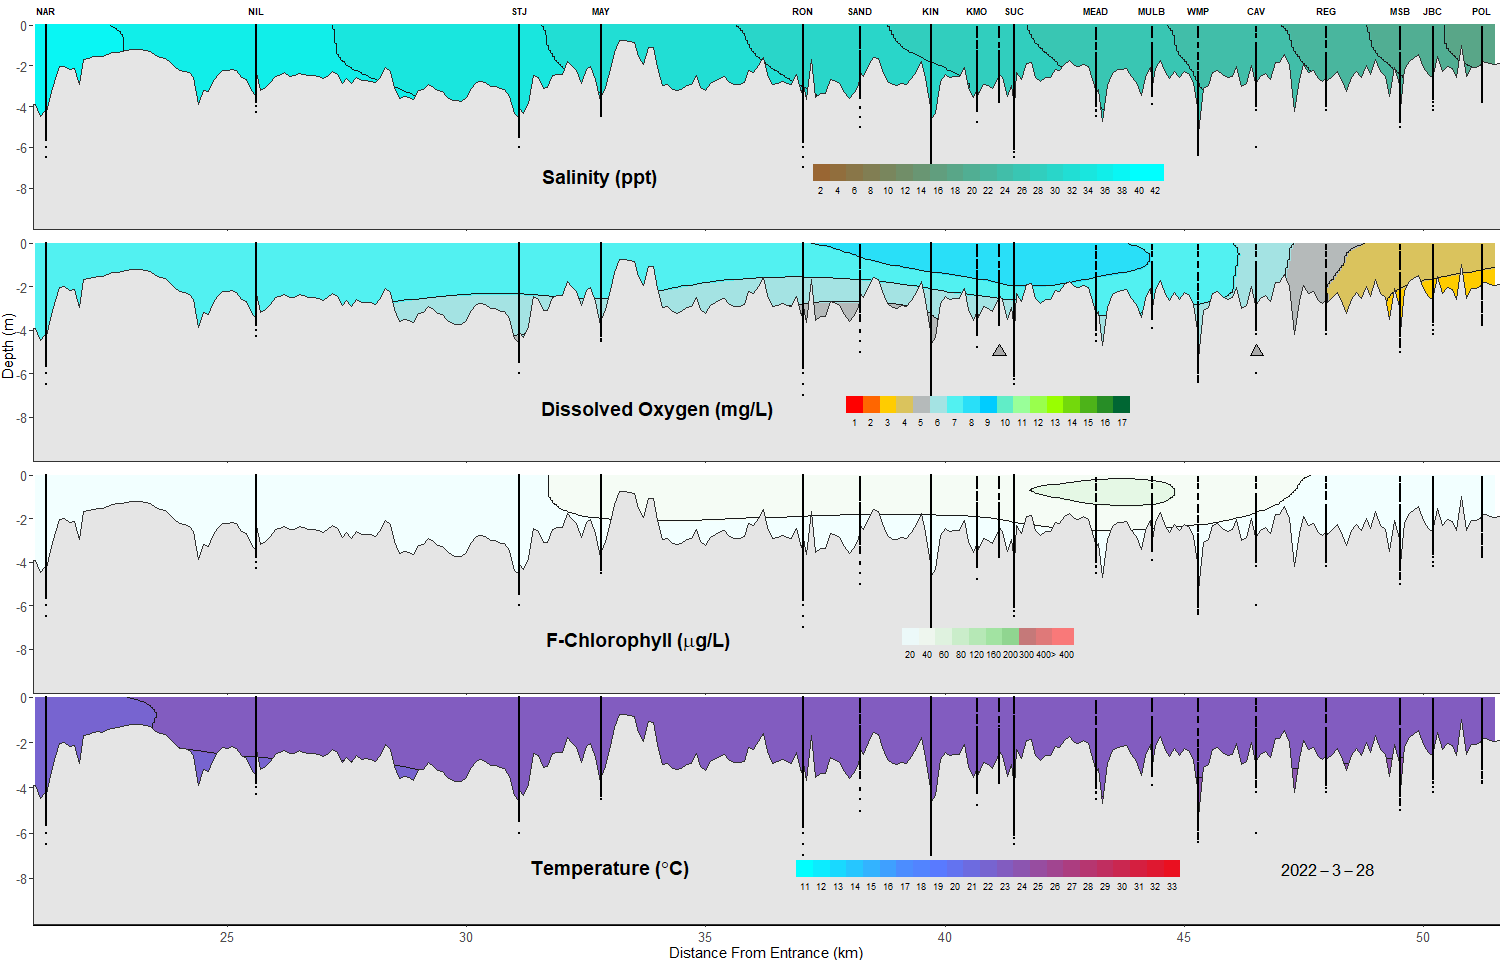 NAR NIL STJ MAY RON SAND KIN KMO SUC MEAD MULB WMP CAV REG MSB JBC POL
0
-2
-4
-6
-8
Salinity (ppt)
2 4 6 8 10 12 14 16 18 20 22 24 26 28 30 32 34 36 38 40 42
0
-2
-4
-6
-8
Depth (m)
Dissolved Oxygen (mg/L)
1 2 3 4 5 6 7 8 9 10 11 12 13 14 15 16 17
0
-2
-4
-6
-8
F-Chlorophyll (μg/L)
20 40 60 80 120 160 200 300 400 > 400
0
-2
-4
-6
-8
Temperature (°C)
11 12 13 14 15 16 17 18 19 20 21 22 23 24 25 26 27 28 29 30 31 32 33
2022 – 3 – 28
25 30 35 40 45 50
Distance From Entrance (km)